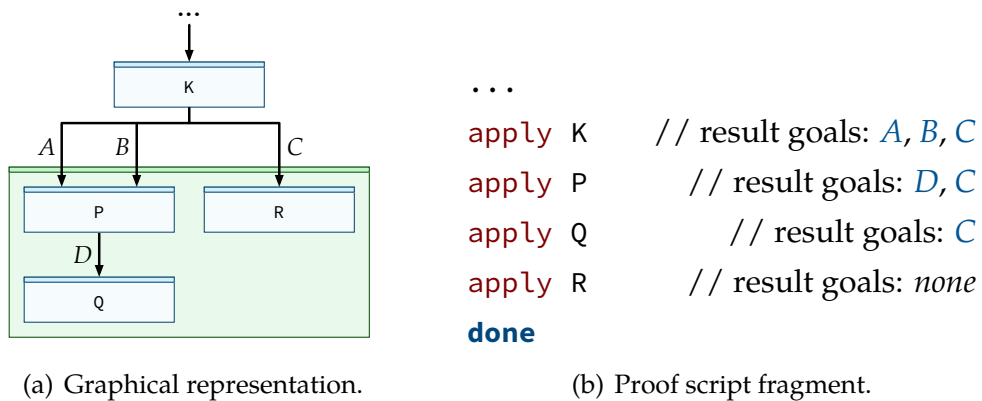 ...
K
A B C
P R
D
Q
(a) Graphical representation.
...
apply K // result goals: A, B, C
apply P // result goals: D, C
apply Q // result goals: C
apply R // result goals: none
done
(b) Proof script fragment.